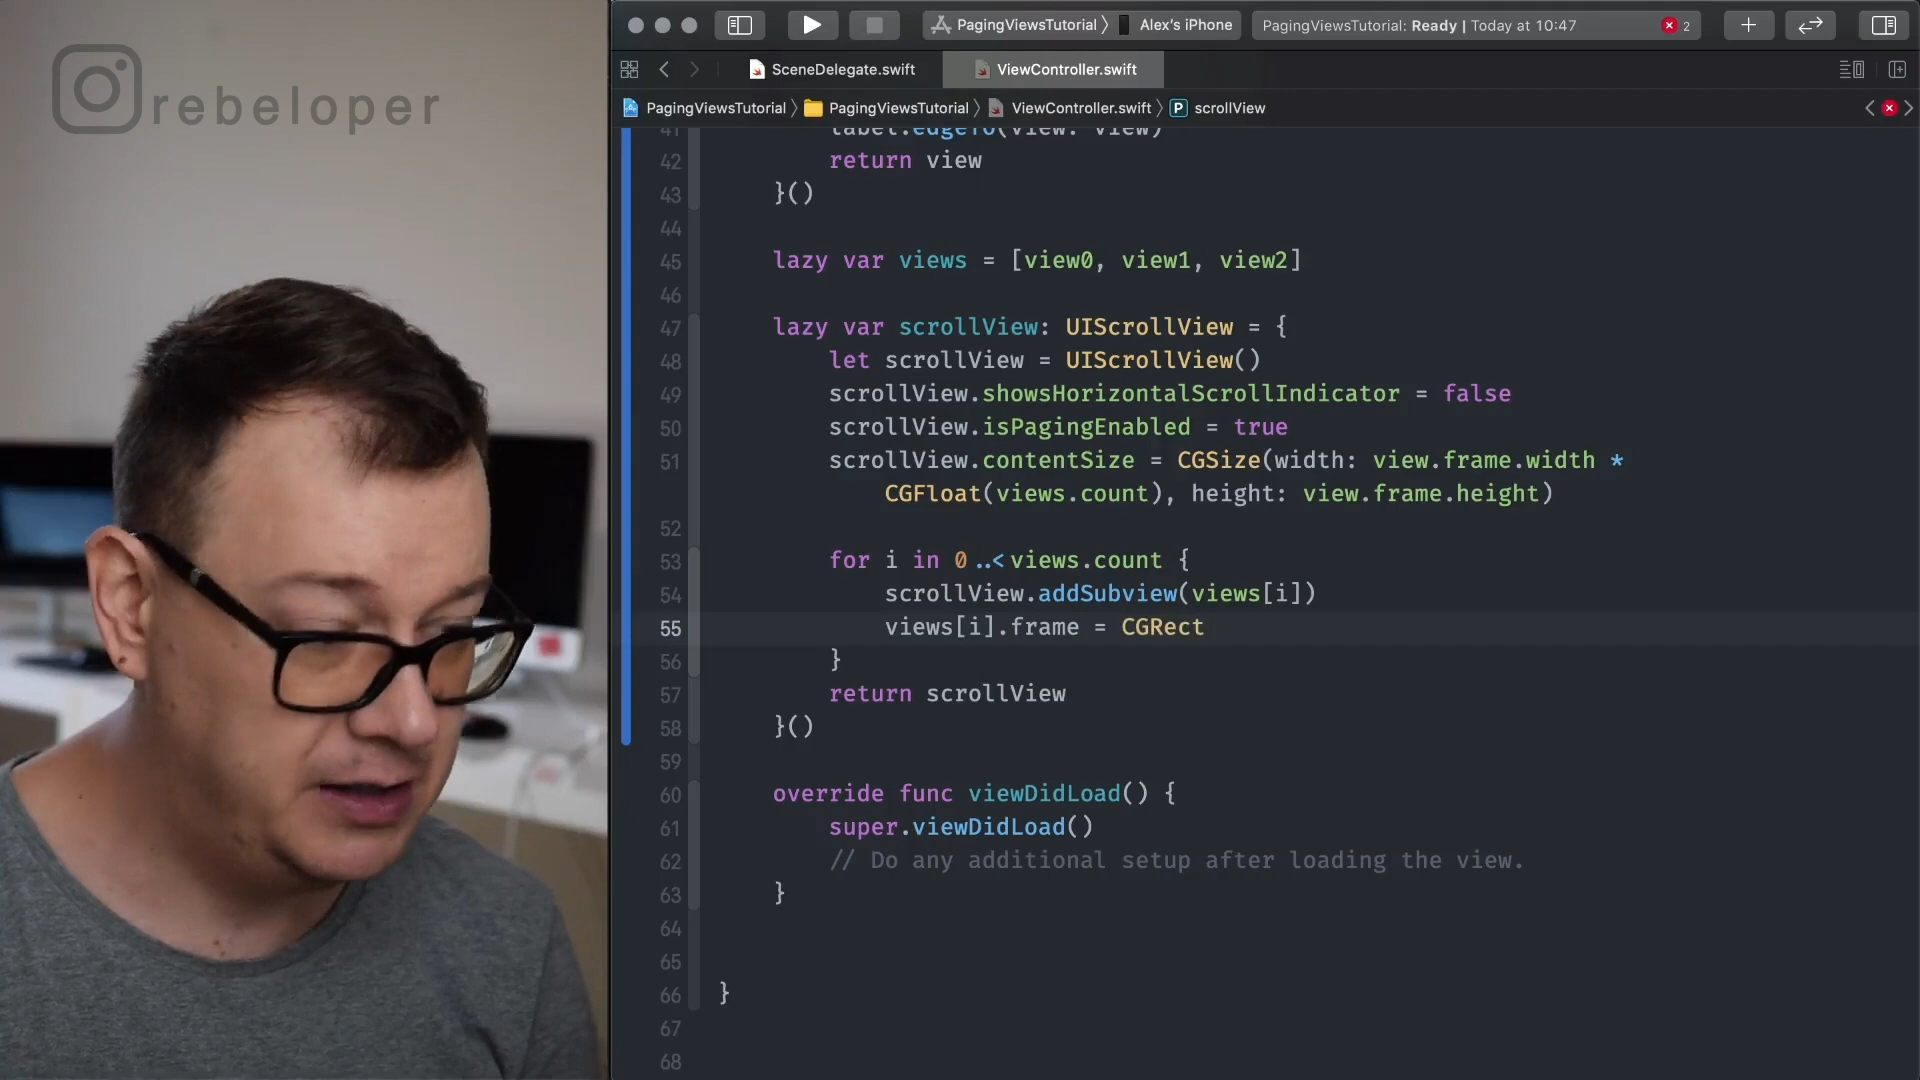 rebeloper
PagingViewsTutorial 〉 Alex's iPhone
PagingViewsTutorial: Ready | Today at 10:47
2
SceneDelegate.swift
ViewController.swift
PagingViewsTutorial 〉 PagingViewsTutorial 〉 ViewController.swift 〉 P scrollView
41 label.edgeTo(view: view)
42 return view
43 }()
44
45 lazy var views = [view0, view1, view2]
46
47 lazy var scrollView: UIScrollView = {
48 let scrollView = UIScrollView()
49 scrollView.showsHorizontalScrollIndicator = false
50 scrollView.isPagingEnabled = true
51 scrollView.contentSize = CGSize(width: view.frame.width *
CGFloat(views.count), height: view.frame.height)
52
53 for i in 0..<views.count {
54 scrollView.addSubview(views[i])
55 views[i].frame = CGRect
56 }
57 return scrollView
58 }()
59
60 override func viewDidLoad() {
61 super.viewDidLoad()
62 // Do any additional setup after loading the view.
63 }
64
65
66 }
67
68